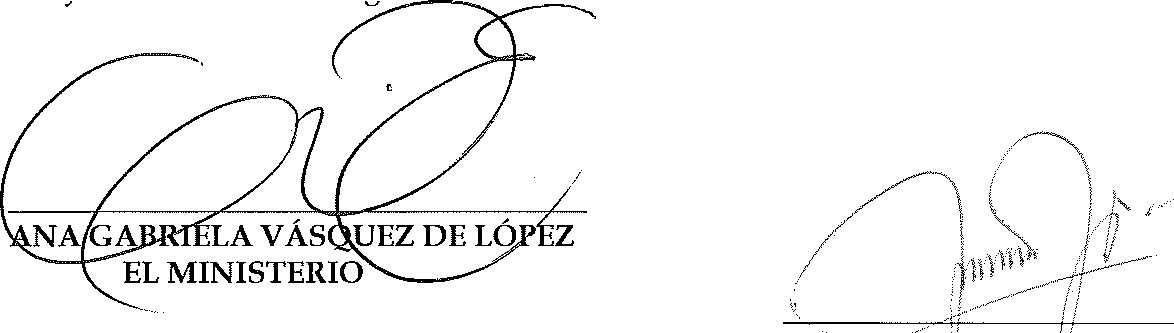 ANA GABRIELA VÁSQUEZ DE LÓPEZ
EL MINISTERIO